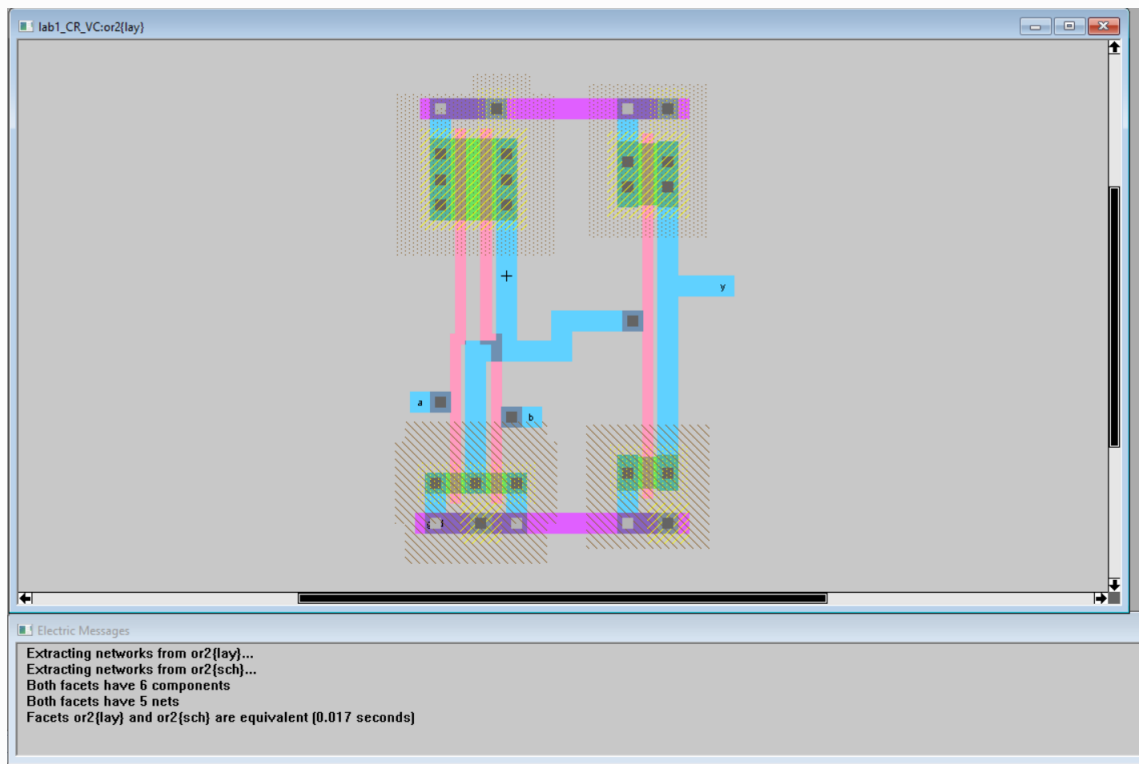 lab1_CR_VC:or2{lay}
y
a
b
Electric Messages
Extracting networks from or2{lay}...
Extracting networks from or2{sch}...
Both facets have 6 components
Both facets have 5 nets
Facets or2{lay} and or2{sch} are equivalent (0.017 seconds)